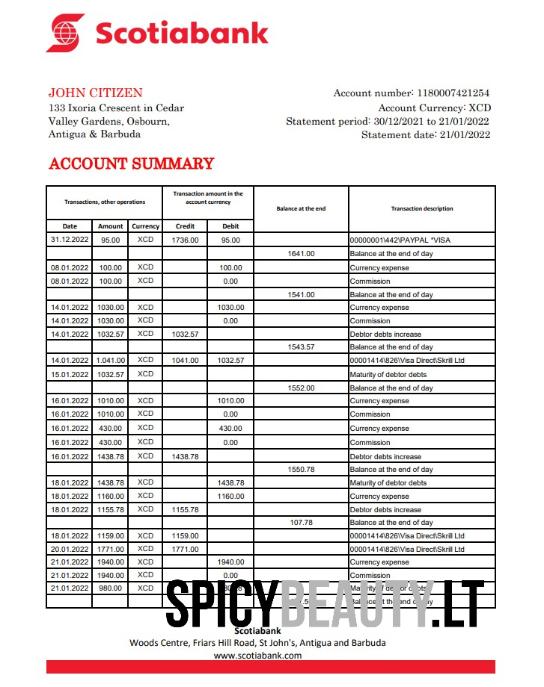 Scotiabank
JOHN CITIZEN
133 Ixoria Crescent in Cedar
Valley Gardens, Osbourn,
Antigua & Barbuda
Account number: 1180007421254
Account Currency: XCD
Statement period: 30/12/2021 to 21/01/2022
Statement date: 21/01/2022
ACCOUNT SUMMARY
Transactions, other operations Transaction amount in the account currency Balance at the end Transaction description
Date Amount Currency Credit Debit
31.12.2022 95.00 XCD 1736.00 95.00 00000001\442\PAYPAL *VISA
1641.00 Balance at the end of day
08.01.2022 100.00 XCD 100.00 Currency expense
08.01.2022 100.00 XCD 0.00 Commission
1541.00 Balance at the end of day
14.01.2022 1030.00 XCD 1030.00 Currency expense
14.01.2022 1030.00 XCD 0.00 Commission
14.01.2022 1032.57 XCD 1032.57 Debtor debts increase
1543.57 Balance at the end of day
14.01.2022 1.041.00 XCD 1041.00 1032.57 00001414\826\Visa Direct\Skrill Ltd
15.01.2022 1032.57 XCD Maturity of debtor debts
1552.00 Balance at the end of day
16.01.2022 1010.00 XCD 1010.00 Currency expense
16.01.2022 1010.00 XCD 0.00 Commission
16.01.2022 430.00 XCD 430.00 Currency expense
16.01.2022 430.00 XCD 0.00 Commission
16.01.2022 1438.78 XCD 1438.78 Debtor debts increase
1550.78 Balance at the end of day
18.01.2022 1438.78 XCD 1438.78 Maturity of debtor debts
18.01.2022 1160.00 XCD 1160.00 Currency expense
18.01.2022 1155.78 XCD 1155.78 Debtor debts increase
107.78 Balance at the end of day
18.01.2022 1159.00 XCD 1159.00 00001414\826\Visa Direct\Skrill Ltd
20.01.2022 1771.00 XCD 1771.00 00001414\826\Visa Direct\Skrill Ltd
21.01.2022 1940.00 XCD 1940.00 Currency expense
21.01.2022 1940.00 XCD 0.00 Commission
21.01.2022 980.00 XCD Maturity of debtor debts
Balance at the end of day
SPICYBEAUTY.LT
Scotiabank
Woods Centre, Friars Hill Road, St John's, Antigua and Barbuda
www.scotiabank.com